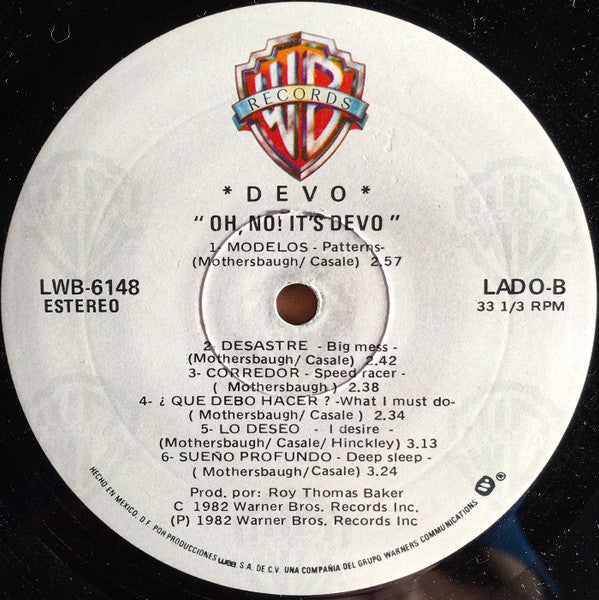 WB
RECORDS
* D E V O *
" OH, NO! IT'S DEVO "
1- MODELOS - Patterns-
(Mothersbaugh/ Casale) 2.57
LWB-6148
ESTEREO
LADO-B
33 1/3 RPM
2- DESASTRE - Big mess -
(Mothersbaugh/ Casale) 2.42
3- CORREDOR - Speed racer -
( Mothersbaugh ) 2.38
4- ¿ QUE DEBO HACER ? -What I must do-
( Mothersbaugh/ Casale ) 2.34
5- LO DESEO - I desire -
(Mothersbaugh/ Casale/ Hinckley) 3.13
6- SUEÑO PROFUNDO - Deep sleep -
( Mothersbaugh/Casale) 3.24
Prod. por: Roy Thomas Baker
C 1982 Warner Bros. Records Inc.
(P) 1982 Warner Bros. Records Inc
HECHO EN MEXICO, D.F. POR PRODUCCIONES wea S.A. DE C.V. UNA COMPAÑIA DEL GRUPO WARNERS COMMUNICATIONS ®